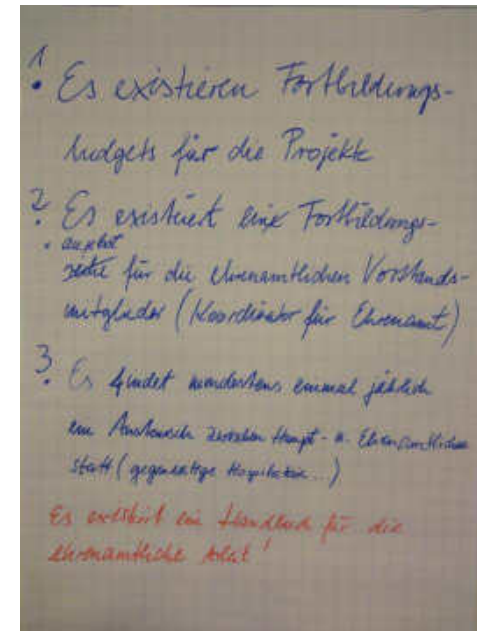 1. Es existieren Fortbildungs-
budgets für die Projekte
2. Es existiert eine Fortbildungs-
angebot
seite für die ehrenamtlichen Vorstands-
mitglieder (Koordinator für Ehrenamt)
3. Es findet mindestens einmal jährlich
ein Austausch zwischen Haupt- u. Ehrenamtlichen
statt (gegenseitige Hospitation...)
Es existiert ein Handbuch für die
ehrenamtliche Arbeit!